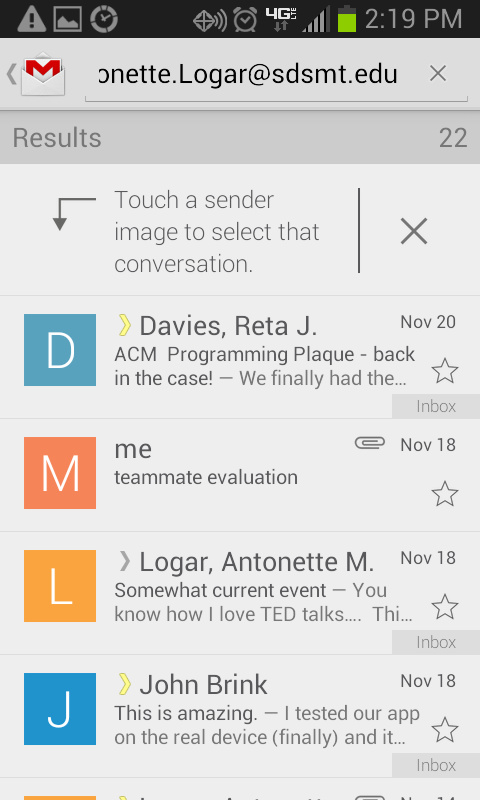 4G LTE 2:19 PM
onette.Logar@sdsmt.edu
Results 22
Touch a sender
image to select that
conversation.
D
Davies, Reta J. Nov 20
ACM Programming Plaque - back
in the case! — We finally had the...
Inbox
M
me Nov 18
teammate evaluation
L
Logar, Antonette M. Nov 18
Somewhat current event — You
know how I love TED talks.... Thi...
Inbox
J
John Brink Nov 18
This is amazing. — I tested our app
on the real device (finally) and it...
Inbox